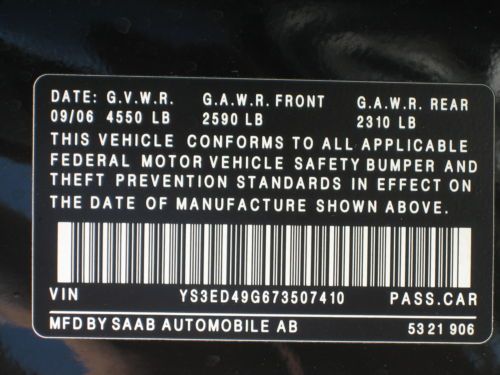 DATE: G.V.W.R. G.A.W.R. FRONT G.A.W.R. REAR
09/06 4550 LB 2590 LB 2310 LB
THIS VEHICLE CONFORMS TO ALL APPLICABLE
FEDERAL MOTOR VEHICLE SAFETY BUMPER AND
THEFT PREVENTION STANDARDS IN EFFECT ON
THE DATE OF MANUFACTURE SHOWN ABOVE.
VIN YS3ED49G673507410 PASS.CAR
MFD BY SAAB AUTOMOBILE AB 53 21 906